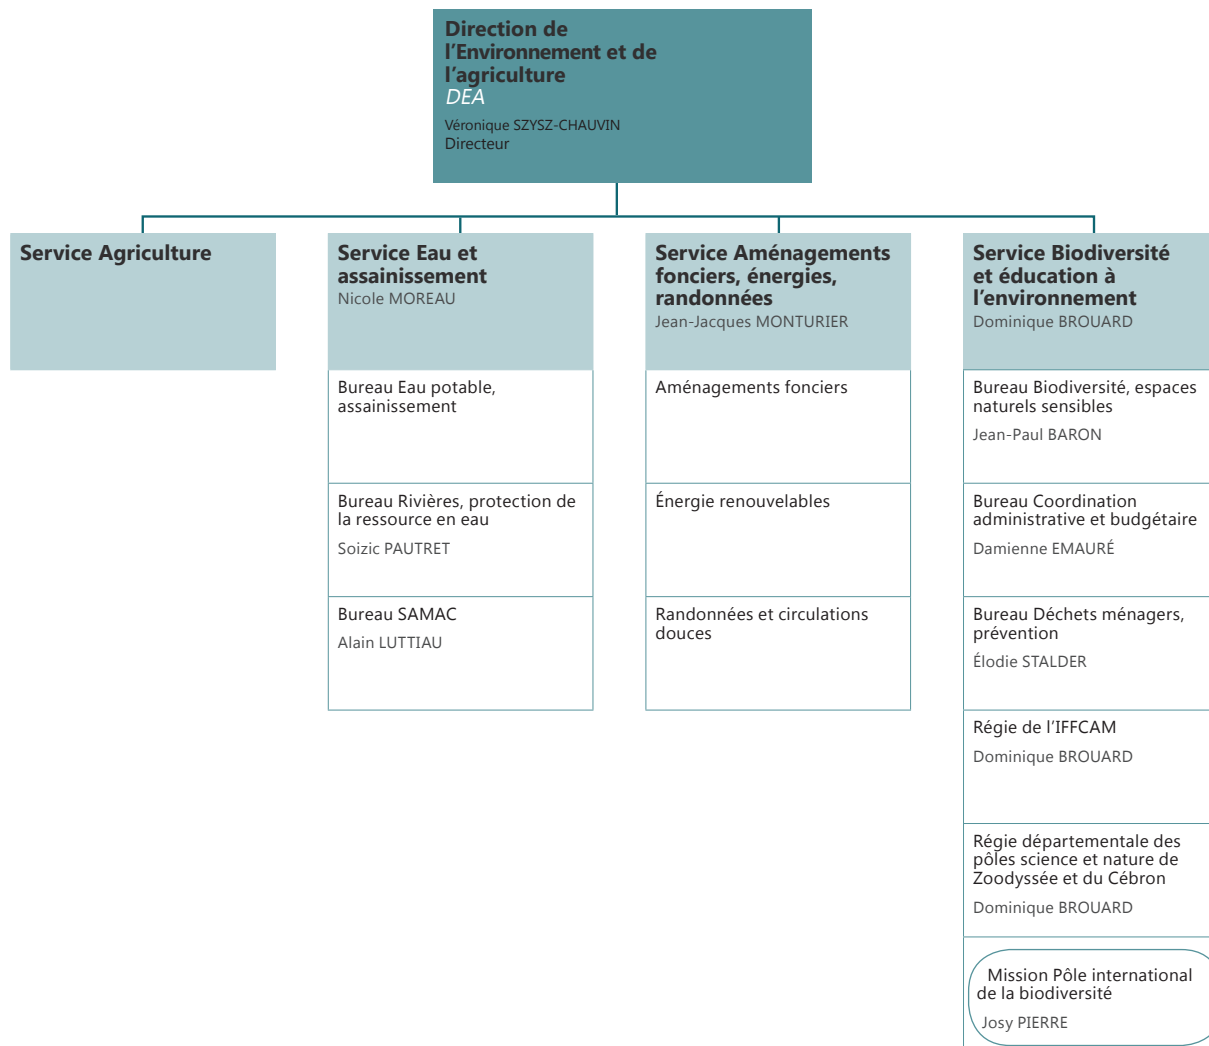 Direction de
l'Environnement et de
l'agriculture
DEA
Véronique SZYSZ-CHAUVIN
Directeur
Service Agriculture
Service Eau et
assainissement
Nicole MOREAU
Bureau Eau potable,
assainissement
Bureau Rivières, protection de
la ressource en eau
Soizic PAUTRET
Bureau SAMAC
Alain LUTTIAU
Service Aménagements
fonciers, énergies,
randonnées
Jean-Jacques MONTURIER
Aménagements fonciers
Énergie renouvelables
Randonnées et circulations
douces
Service Biodiversité
et éducation à
l'environnement
Dominique BROUARD
Bureau Biodiversité, espaces
naturels sensibles
Jean-Paul BARON
Bureau Coordination
administrative et budgétaire
Damienne EMAURÉ
Bureau Déchets ménagers,
prévention
Élodie STALDER
Régie de l'IFFCAM
Dominique BROUARD
Régie départementale des
pôles science et nature de
Zoodyssée et du Cébron
Dominique BROUARD
Mission Pôle international
de la biodiversité
Josy PIERRE